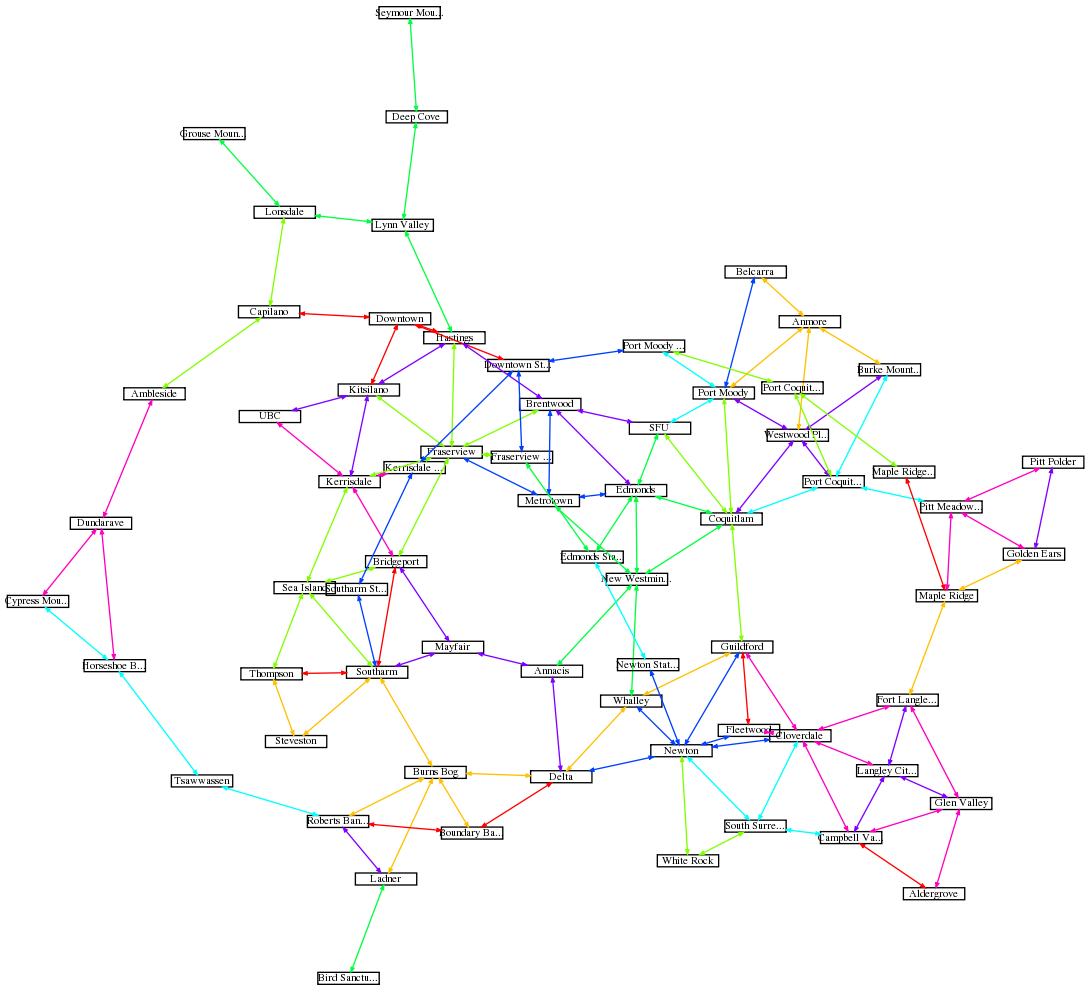 Seymour Mou...
Deep Cove
Grouse Moun...
Lonsdale
Lynn Valley
Belcarra
Capilano
Downtown
Anmore
Hastings
Port Moody ...
Downtown St...
Burke Mount...
Ambleside
Kitsilano
Port Moody
Port Coquit...
Brentwood
UBC
SFU
Westwood Pl...
Fraserview
Fraserview ...
Kerrisdale ...
Pitt Polder
Maple Ridge...
Kerrisdale
Port Coquit...
Edmonds
Metrotown
Pitt Meadow...
Dundarave
Coquitlam
Golden Ears
Edmonds Sta...
Bridgeport
New Westmin...
Sea Island
Southarm St...
Maple Ridge
Cypress Mou...
Mayfair
Guildford
Horseshoe B...
Newton Stat...
Annacis
Southarm
Thompson
Whalley
Fort Langle...
Fleetwood
Cloverdale
Steveston
Newton
Langley Cit...
Burns Bog
Delta
Tsawwassen
Glen Valley
Roberts Ban...
Boundary Ba...
South Surre...
Campbell Va...
White Rock
Ladner
Aldergrove
Bird Sanctu...